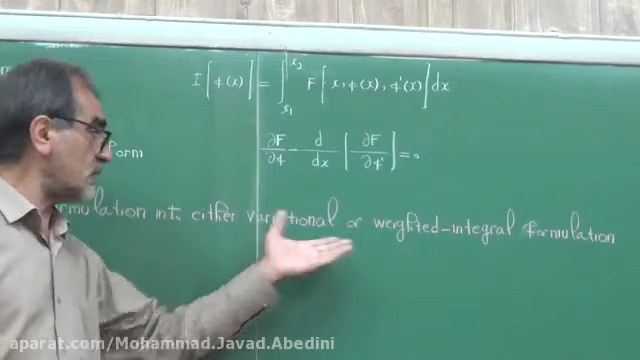 I[φ(x)] = ∫_{x₁}^{x₂} F[x, φ(x), φ'(x)] dx
form
∂F/∂φ - d/dx [∂F/∂φ'] = 0
rmulation into either variational or weighted-integral formulation
aparat.com/Mohammad.Javad.Abedini